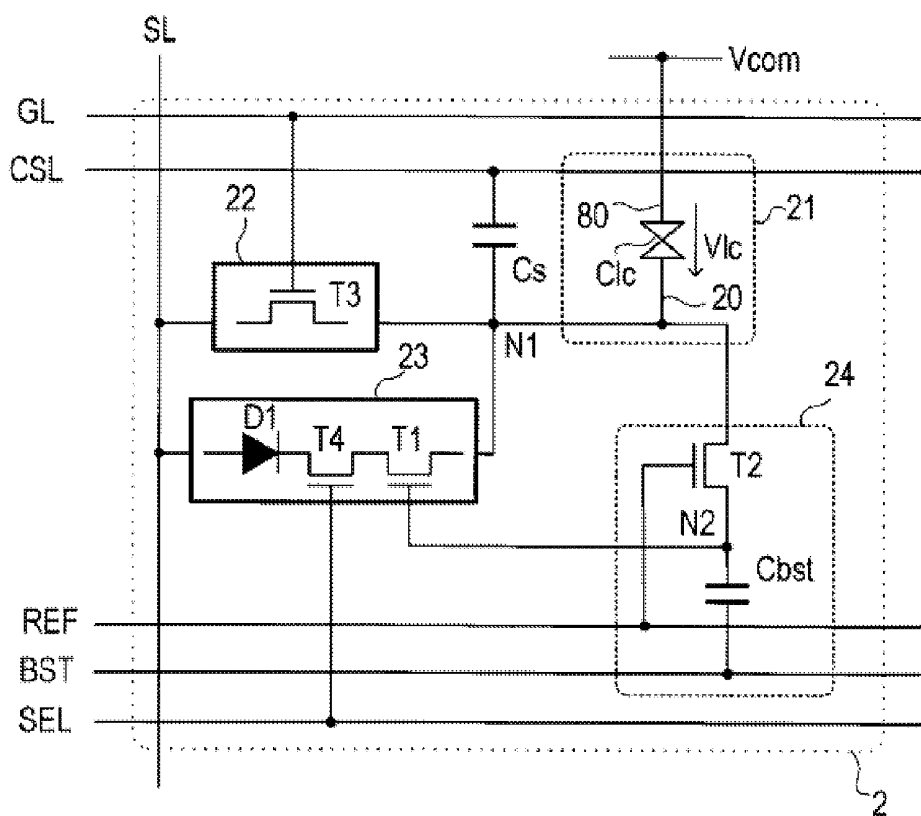 SL
Vcom
GL
CSL
22
80
21
Clc
Vlc
Cs
T3
20
N1
23
24
D1
T4
T1
T2
N2
Cbst
REF
BST
SEL
2